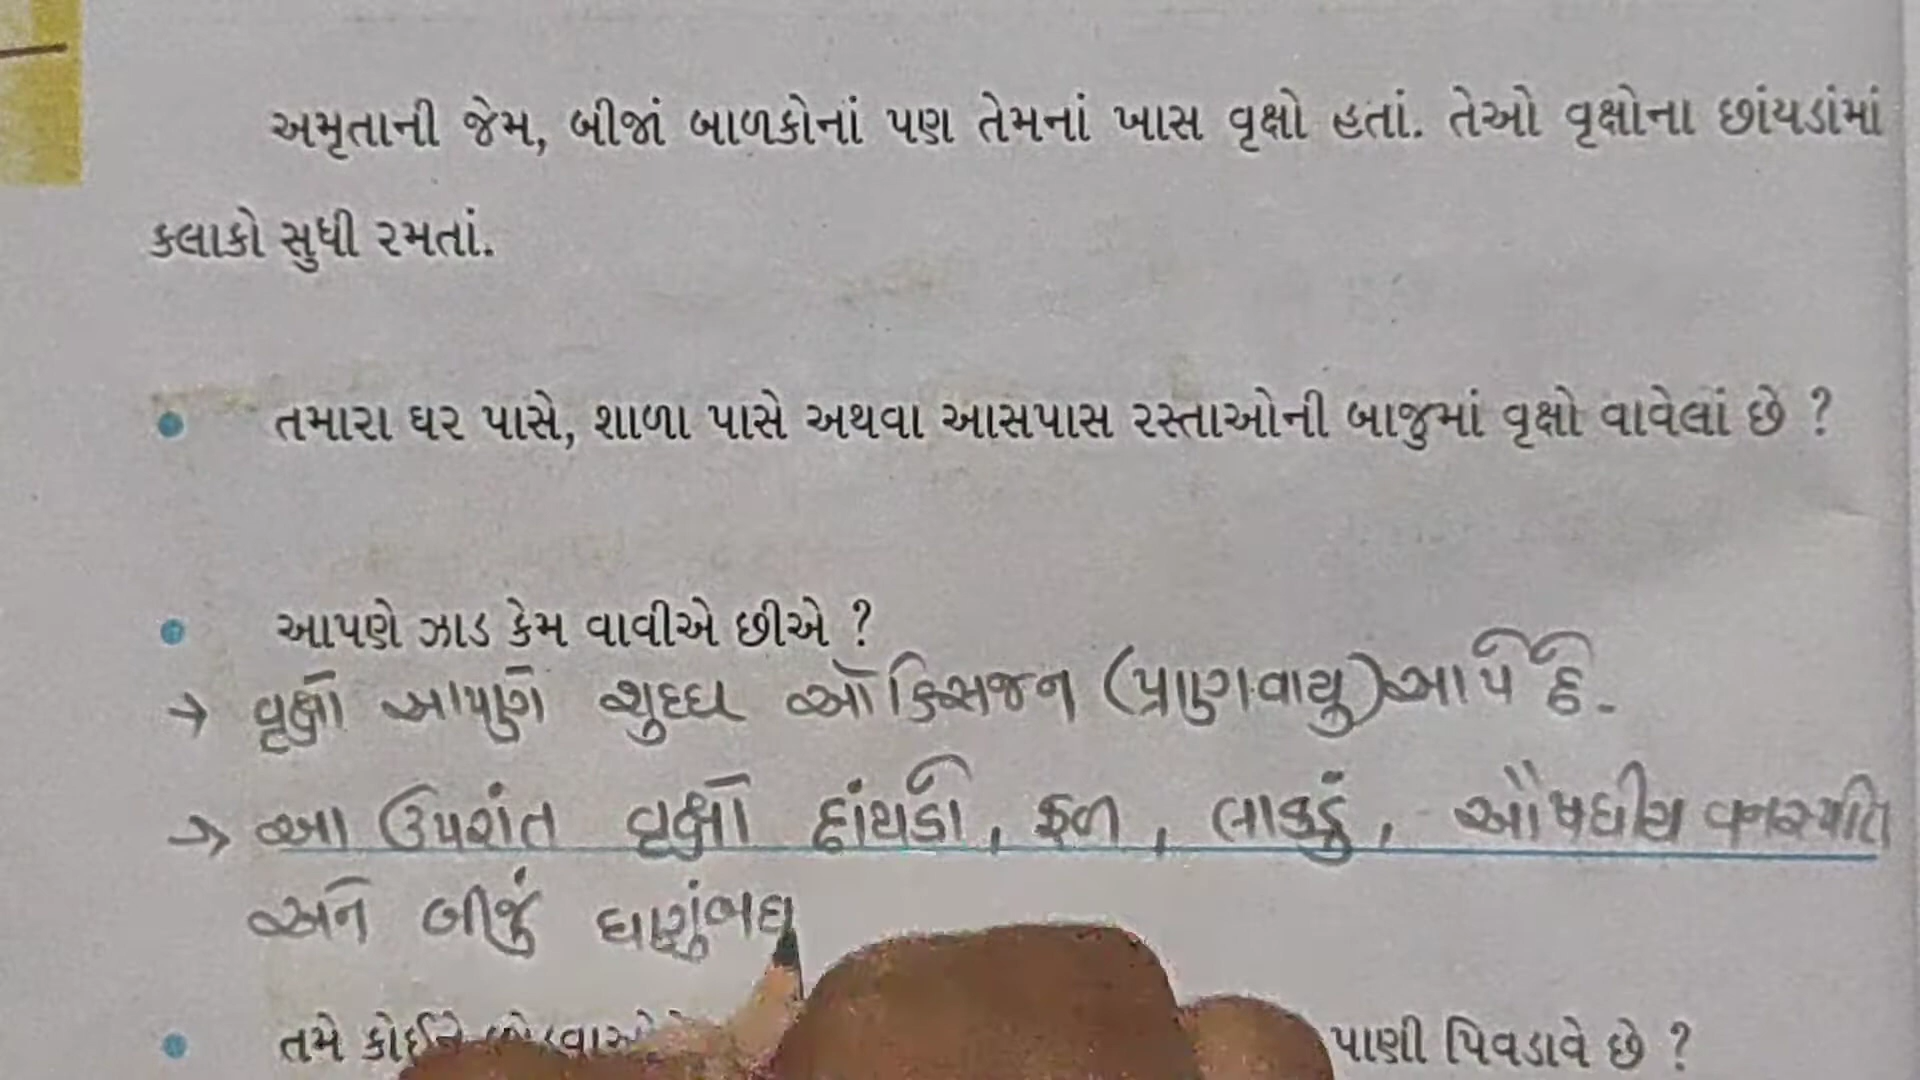 અમૃતાની જેમ, બીજાં બાળકોનાં પણ તેમનાં ખાસ વૃક્ષો હતાં. તેઓ વૃક્ષોના છાંયડાંમાં
કલાકો સુધી રમતાં.
તમારા ઘર પાસે, શાળા પાસે અથવા આસપાસ રસ્તાઓની બાજુમાં વૃક્ષો વાવેલાં છે ?
આપણે ઝાડ કેમ વાવીએ છીએ ?
→ વૃક્ષો આપણે શુદ્ધ ઑક્સિજન (પ્રાણવાયુ) આપે છે.
→ આ ઉપરાંત વૃક્ષો છાંયડો, ફળ, લાકડું, ઔષધીય વનસ્પતિ
અને બીજું ઘણુંબધુ
તમે કોઈને પાણી પિવડાવે છે ?